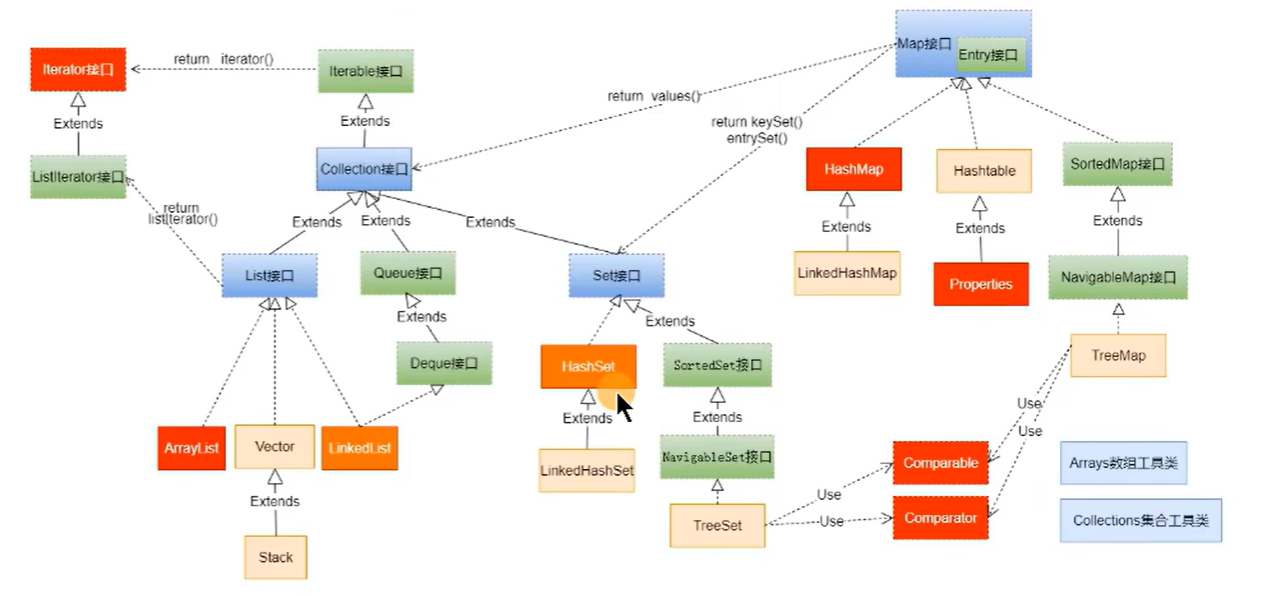 Map接口
Entry接口
Iterator接口
return iterator()
Iterable接口
return values()
Extends
Extends
return keySet()
entrySet()
ListIterator接口
Collection接口
HashMap
Hashtable
SortedMap接口
return
listIterator()
Extends
Extends
Extends
Extends
Extends
Extends
List接口
Queue接口
Set接口
LinkedHashMap
Properties
NavigableMap接口
Extends
Extends
Deque接口
HashSet
SortedSet接口
TreeMap
Extends
Extends
Use
Use
ArrayList
Vector
LinkedList
LinkedHashSet
NavigableSet接口
Comparable
Arrays数组工具类
Extends
Use
Use
TreeSet
Comparator
Collections集合工具类
Stack